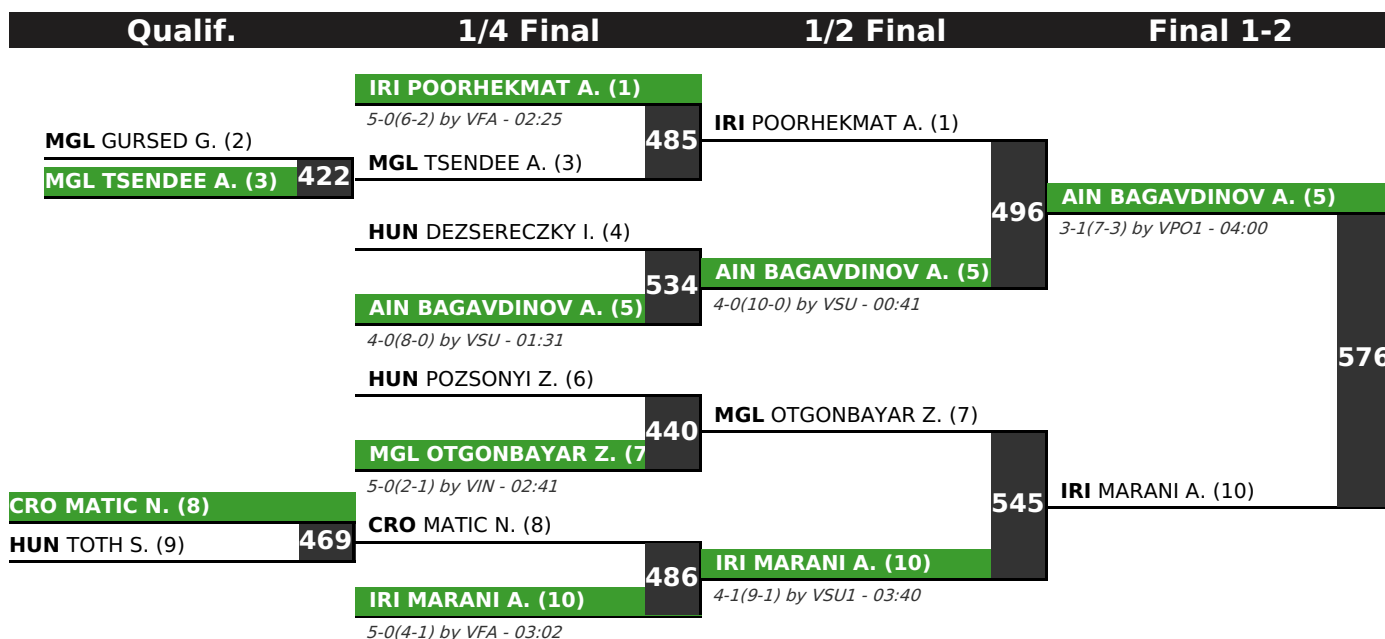 Qualif.
1/4 Final
1/2 Final
Final 1-2
MGL GURSED G. (2)
MGL TSENDEE A. (3)
422
CRO MATIC N. (8)
HUN TOTH S. (9)
469
IRI POORHEKMAT A. (1)
5-0(6-2) by VFA - 02:25
MGL TSENDEE A. (3)
485
HUN DEZSERECZKY I. (4)
534
AIN BAGAVDINOV A. (5)
4-0(8-0) by VSU - 01:31
HUN POZSONYI Z. (6)
440
MGL OTGONBAYAR Z. (7
5-0(2-1) by VIN - 02:41
CRO MATIC N. (8)
486
IRI MARANI A. (10)
5-0(4-1) by VFA - 03:02
IRI POORHEKMAT A. (1)
496
AIN BAGAVDINOV A. (5)
4-0(10-0) by VSU - 00:41
MGL OTGONBAYAR Z. (7)
545
IRI MARANI A. (10)
4-1(9-1) by VSU1 - 03:40
AIN BAGAVDINOV A. (5)
3-1(7-3) by VPO1 - 04:00
576
IRI MARANI A. (10)